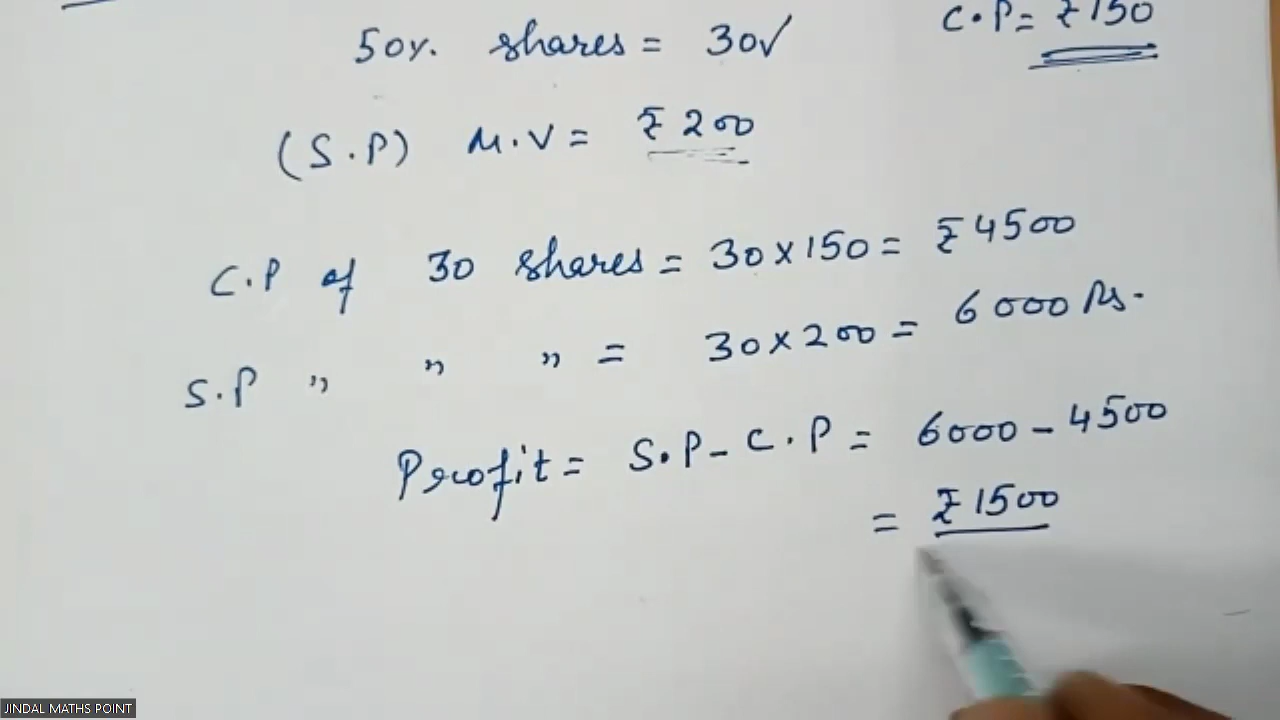 C.P= ₹150
50%. shares = 30✓
(S.P) M.V = ₹200
C.P of 30 shares = 30×150 = ₹4500
S.P " " " = 30×200 = 6000 Rs.
Profit = S.P - C.P = 6000 - 4500
= ₹1500
JINDAL MATHS POINT